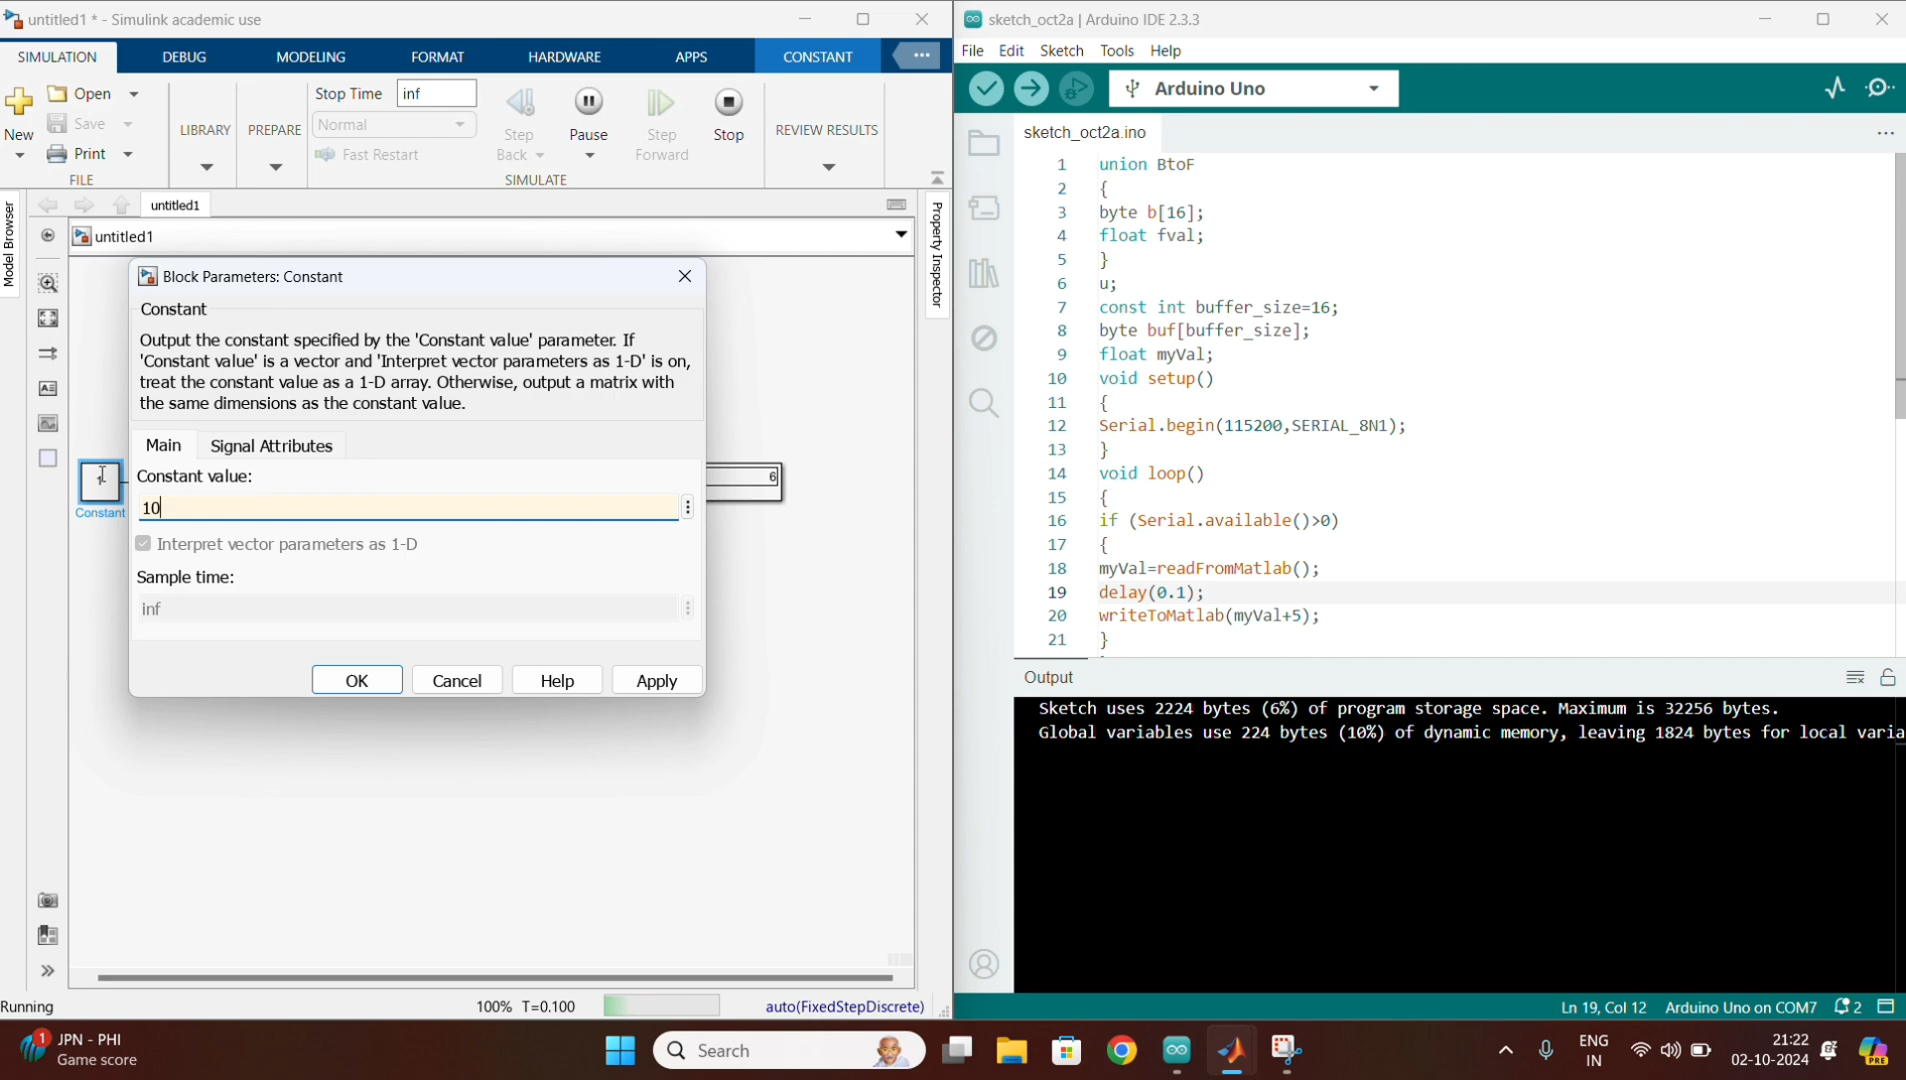 untitled1 * - Simulink academic use
SIMULATION DEBUG MODELING FORMAT HARDWARE APPS CONSTANT ...
New
Open
Save
Print
FILE
LIBRARY
PREPARE
Stop Time inf
Normal
Fast Restart
Step Back
Pause
Step Forward
Stop
SIMULATE
REVIEW RESULTS
Model Browser
untitled1
untitled1
Property Inspector
Block Parameters: Constant
Constant
Output the constant specified by the 'Constant value' parameter. If
'Constant value' is a vector and 'Interpret vector parameters as 1-D' is on,
treat the constant value as a 1-D array. Otherwise, output a matrix with
the same dimensions as the constant value.
Main Signal Attributes
Constant value:
10
Interpret vector parameters as 1-D
Sample time:
inf
OK Cancel Help Apply
1
Constant
6
Running 100% T=0.100 auto(FixedStepDiscrete)
sketch_oct2a | Arduino IDE 2.3.3
File Edit Sketch Tools Help
Arduino Uno
sketch_oct2a.ino
1 union BtoF
2 {
3 byte b[16];
4 float fval;
5 }
6 u;
7 const int buffer_size=16;
8 byte buf[buffer_size];
9 float myVal;
10 void setup()
11 {
12 Serial.begin(115200,SERIAL_8N1);
13 }
14 void loop()
15 {
16 if (Serial.available()>0)
17 {
18 myVal=readFromMatlab();
19 delay(0.1);
20 writeToMatlab(myVal+5);
21 }
Output
Sketch uses 2224 bytes (6%) of program storage space. Maximum is 32256 bytes.
Global variables use 224 bytes (10%) of dynamic memory, leaving 1824 bytes for local varia
Ln 19, Col 12 Arduino Uno on COM7 2
1
JPN - PHI
Game score
Search
ENG
IN
21:22
02-10-2024
PRE